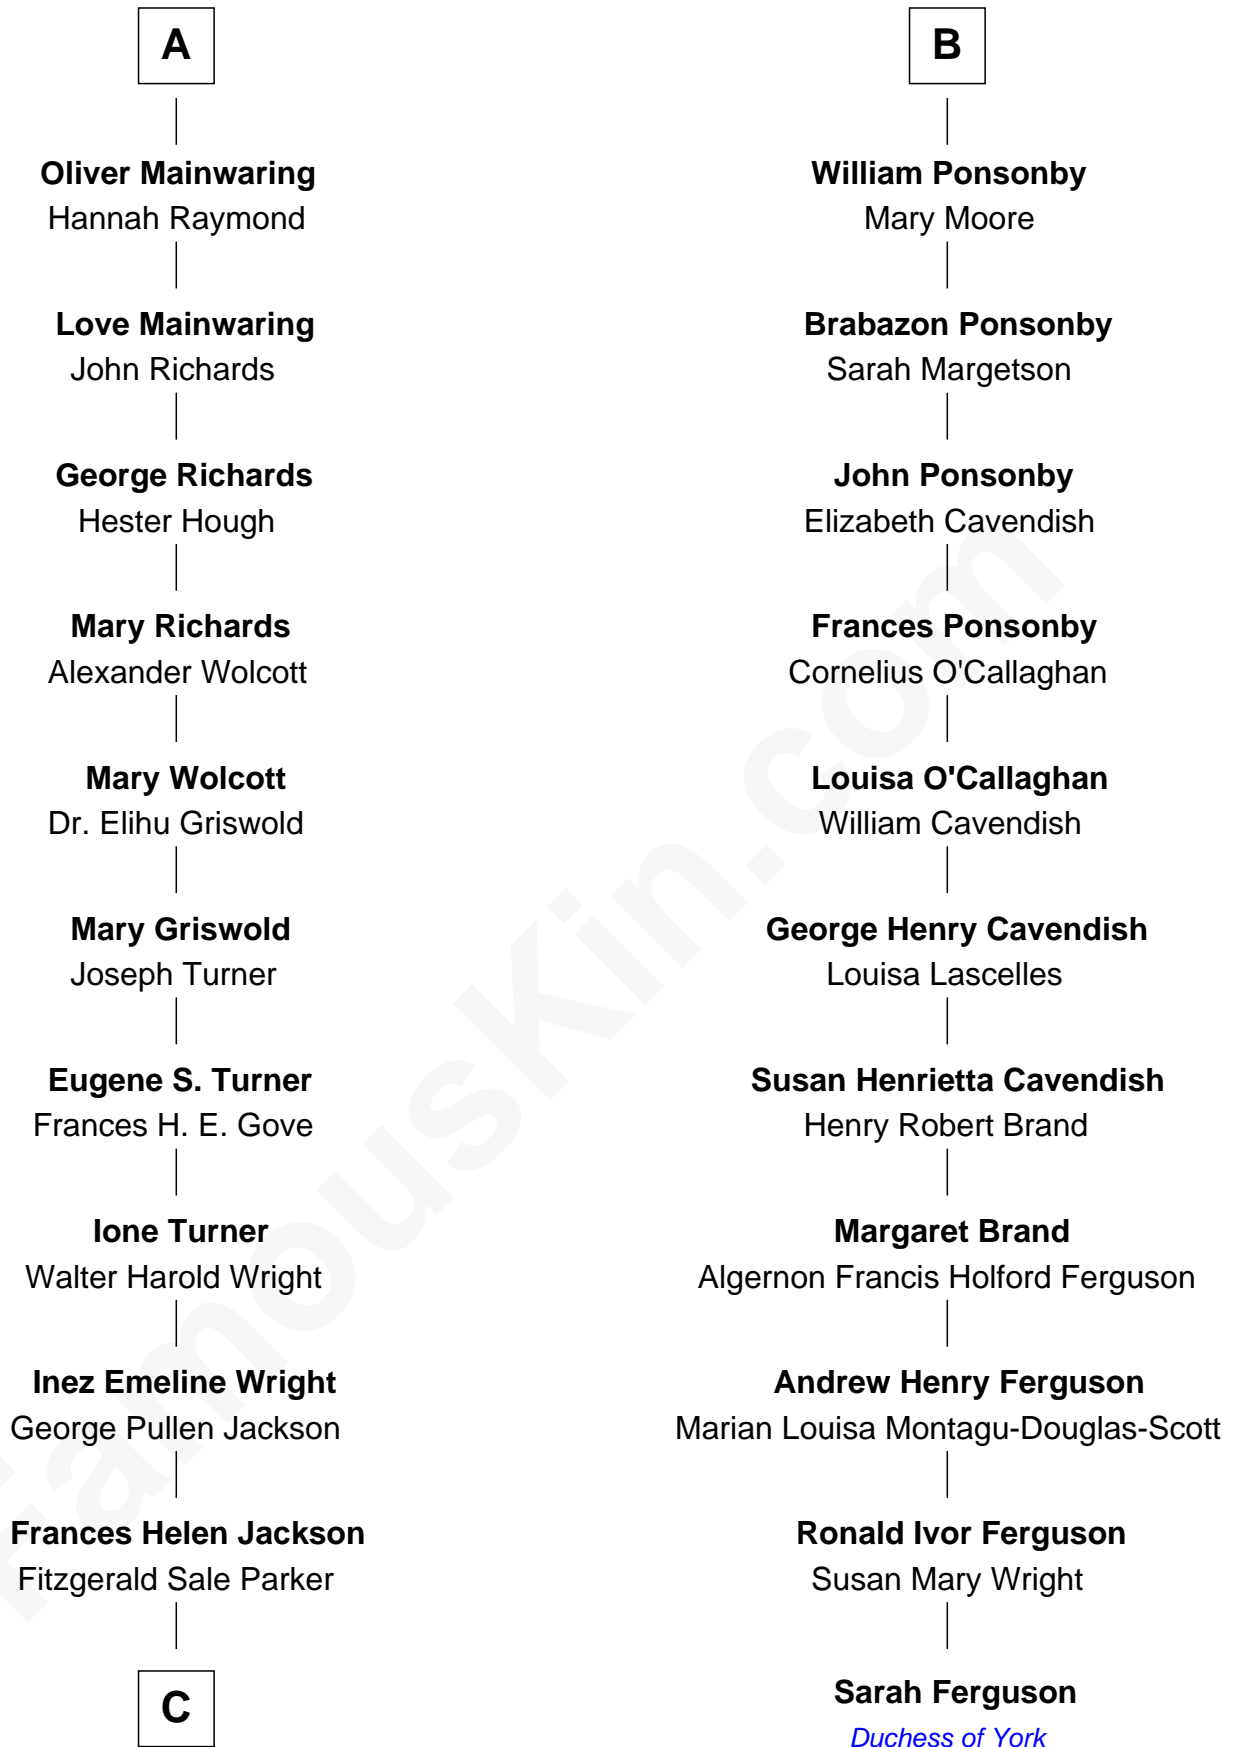 A
Oliver Mainwaring
Hannah Raymond
Love Mainwaring
John Richards
George Richards
Hester Hough
Mary Richards
Alexander Wolcott
Mary Wolcott
Dr. Elihu Griswold
Mary Griswold
Joseph Turner
Eugene S. Turner
Frances H. E. Gove
Ione Turner
Walter Harold Wright
Inez Emeline Wright
George Pullen Jackson
Frances Helen Jackson
Fitzgerald Sale Parker
C
B
William Ponsonby
Mary Moore
Brabazon Ponsonby
Sarah Margetson
John Ponsonby
Elizabeth Cavendish
Frances Ponsonby
Cornelius O'Callaghan
Louisa O'Callaghan
William Cavendish
George Henry Cavendish
Louisa Lascelles
Susan Henrietta Cavendish
Henry Robert Brand
Margaret Brand
Algernon Francis Holford Ferguson
Andrew Henry Ferguson
Marian Louisa Montagu-Douglas-Scott
Ronald Ivor Ferguson
Susan Mary Wright
Sarah Ferguson
Duchess of York
FamousKin.com